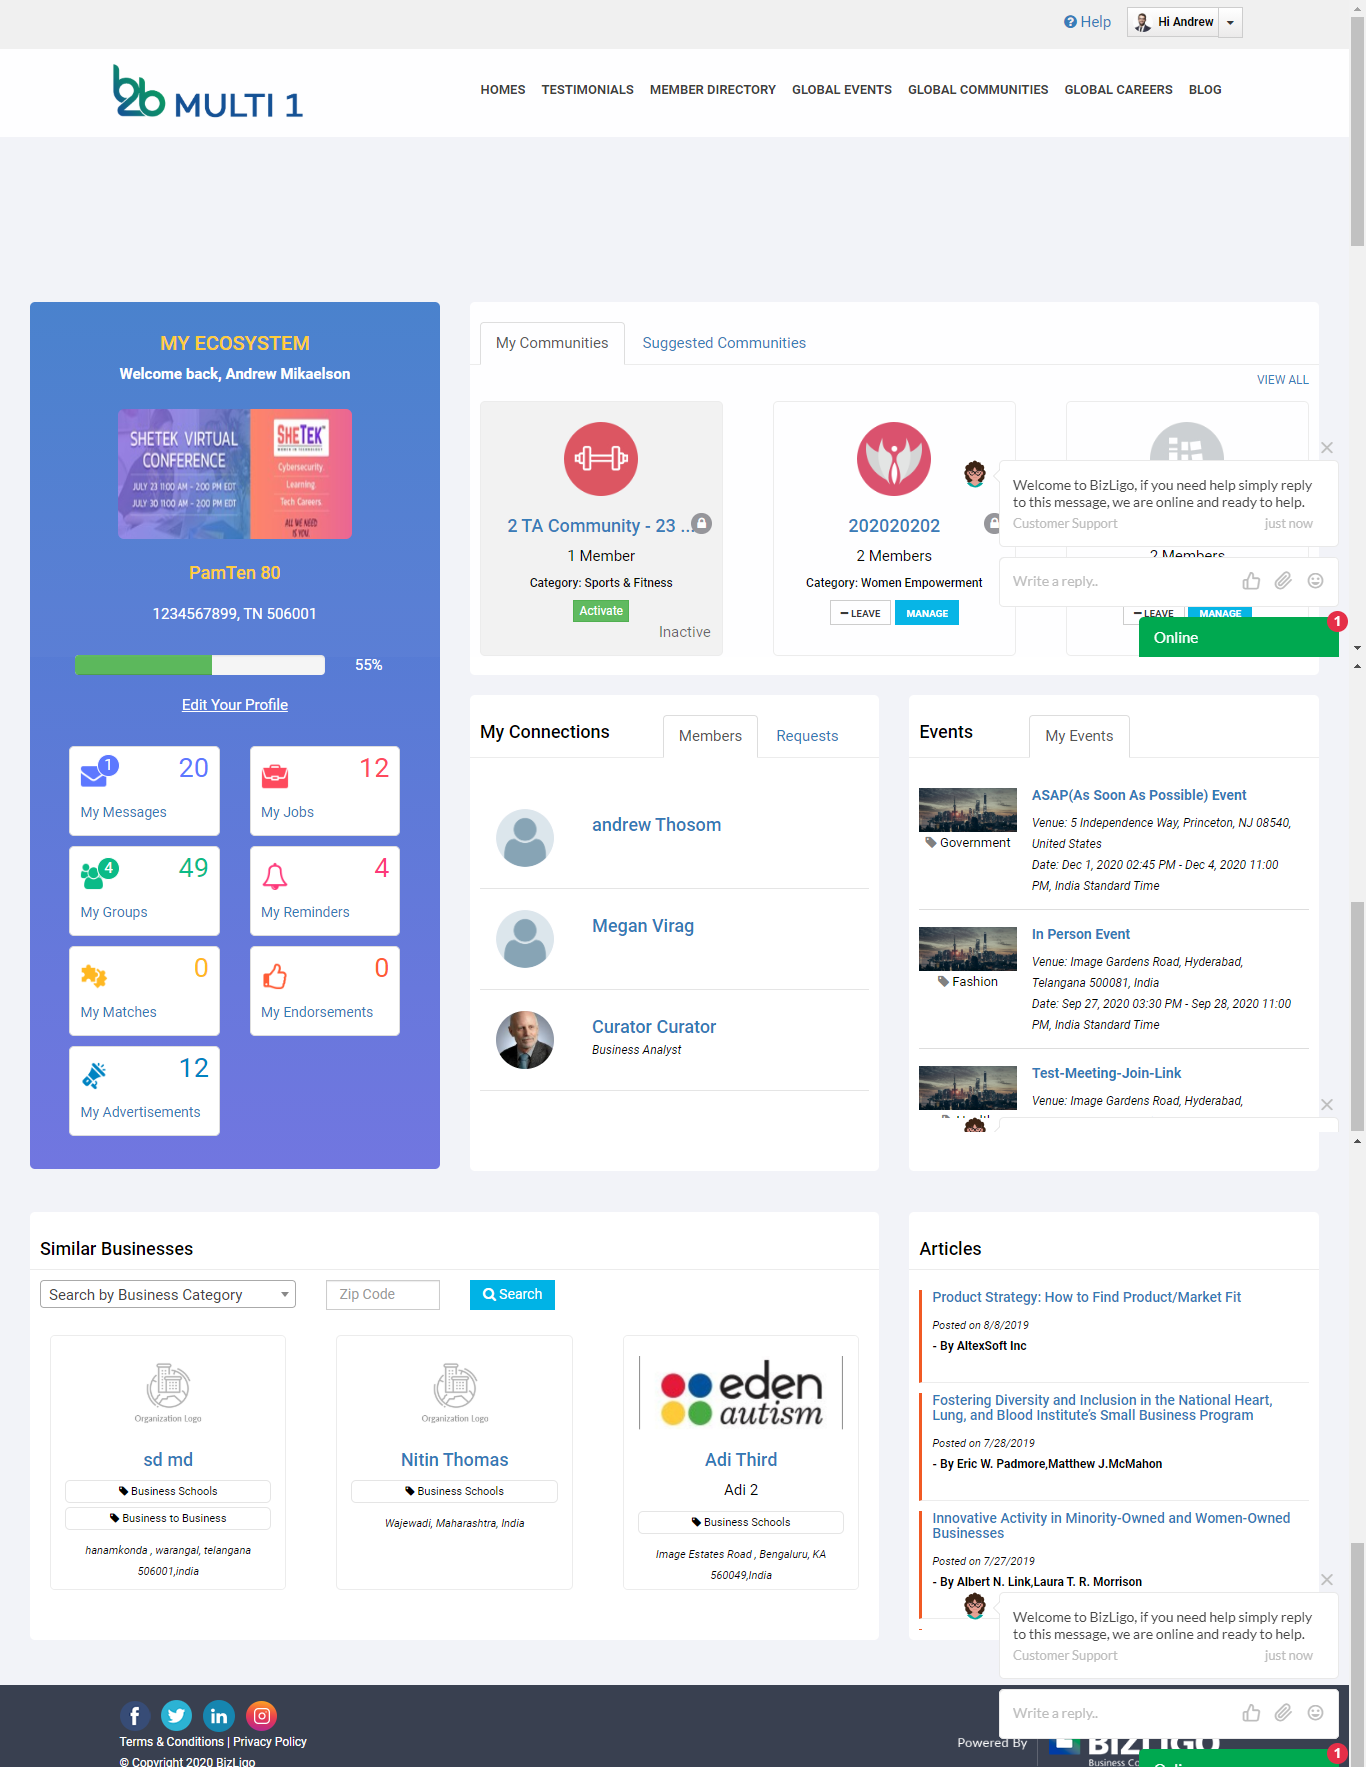 Help
Hi Andrew
b2b MULTI 1
HOMES
TESTIMONIALS
MEMBER DIRECTORY
GLOBAL EVENTS
GLOBAL COMMUNITIES
GLOBAL CAREERS
BLOG
MY ECOSYSTEM
Welcome back, Andrew Mikaelson
SHETEK VIRTUAL
CONFERENCE
JULY 23 11:00 AM - 2:00 PM EDT
JULY 30 11:00 AM - 2:00 PM EDT
SHETEK
Cybersecurity
Learning
Tech Careers
ALL WE NEED
IS YOU
PamTen 80
1234567899, TN 506001
55%
Edit Your Profile
1
20
My Messages
12
My Jobs
4
49
My Groups
4
My Reminders
0
My Matches
0
My Endorsements
12
My Advertisements
My Communities
Suggested Communities
VIEW ALL
2 TA Community - 23 ...
1 Member
Category: Sports & Fitness
Activate
Inactive
202020202
2 Members
Category: Women Empowerment
LEAVE
MANAGE
2 Members
LEAVE
MANAGE
Welcome to BizLigo, if you need help simply reply
to this message, we are online and ready to help.
Customer Support
just now
Write a reply..
1
Online
My Connections
Members
Requests
andrew Thosom
Megan Virag
Curator Curator
Business Analyst
Events
My Events
Government
ASAP(As Soon As Possible) Event
Venue: 5 Independence Way, Princeton, NJ 08540,
United States
Date: Dec 1, 2020 02:45 PM - Dec 4, 2020 11:00
PM, India Standard Time
Fashion
In Person Event
Venue: Image Gardens Road, Hyderabad,
Telangana 500081, India
Date: Sep 27, 2020 03:30 PM - Sep 28, 2020 11:00
PM, India Standard Time
Test-Meeting-Join-Link
Venue: Image Gardens Road, Hyderabad,
Similar Businesses
Search by Business Category
Zip Code
Search
Organization Logo
sd md
Business Schools
Business to Business
hanamkonda , warangal, telangana
506001,india
Organization Logo
Nitin Thomas
Business Schools
Wajewadi, Maharashtra, India
eden
autism
Adi Third
Adi 2
Business Schools
Image Estates Road , Bengaluru, KA
560049,India
Articles
Product Strategy: How to Find Product/Market Fit
Posted on 8/8/2019
- By AltexSoft Inc
Fostering Diversity and Inclusion in the National Heart,
Lung, and Blood Institute's Small Business Program
Posted on 7/28/2019
- By Eric W. Padmore,Matthew J.McMahon
Innovative Activity in Minority-Owned and Women-Owned
Businesses
Posted on 7/27/2019
- By Albert N. Link,Laura T. R. Morrison
Welcome to BizLigo, if you need help simply reply
to this message, we are online and ready to help.
Customer Support
just now
Write a reply..
1
Online
Terms & Conditions | Privacy Policy
© Copyright 2020 BizLigo
Powered By
BIZLIGO
Business